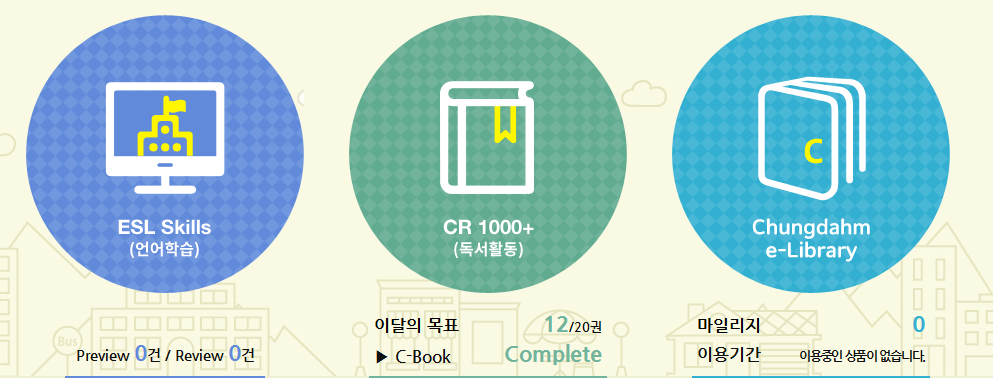 ESL Skills
(언어학습)
Preview 0건 / Review 0건
CR 1000+
(독서활동)
이달의 목표 12/20권
▶ C-Book Complete
C
Chungdahm
e-Library
마일리지 0
이용기간 이용중인 상품이 없습니다.
Bus